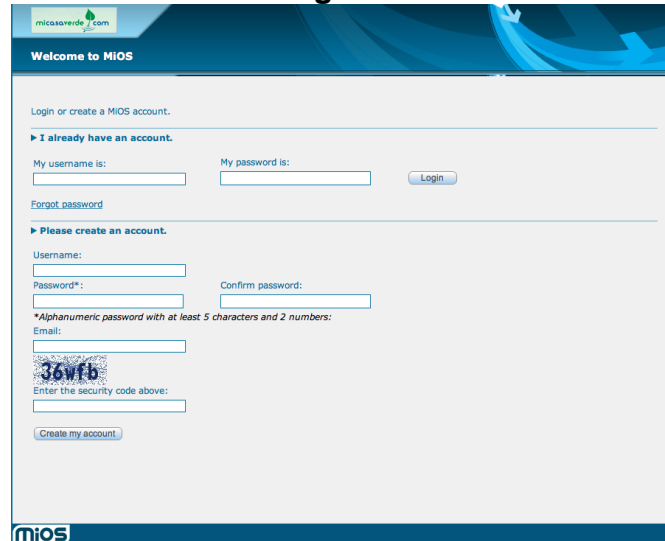 micasaverde com
Welcome to MiOS
Login or create a MiOS account.
I already have an account.
My username is: My password is:
Login
Forgot password
Please create an account.
Username:
Password*: Confirm password:
*Alphanumeric password with at least 5 characters and 2 numbers:
Email:
36wfb
Enter the security code above:
Create my account
mios